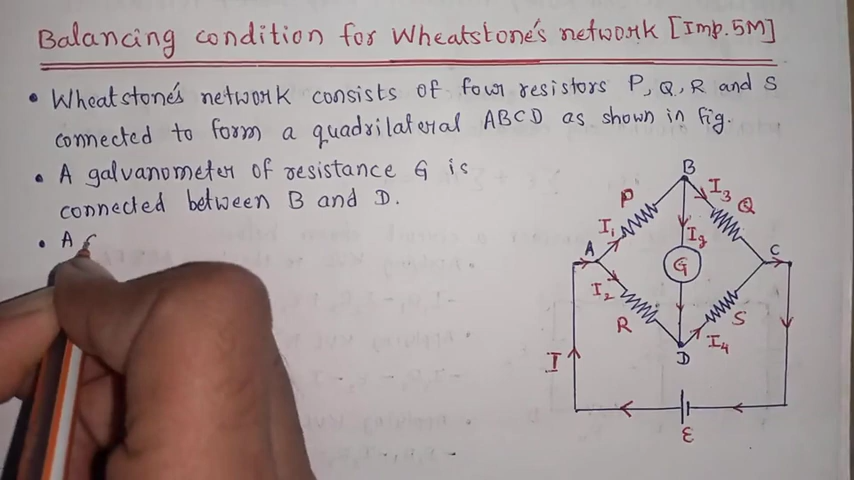 Balancing condition for Wheatstone's network [Imp. 5M]
• Wheatstone's network consists of four resistors P, Q, R and S
connected to form a quadrilateral ABCD as shown in fig.
• A galvanometer of resistance G is
connected between B and D.
• A
B
P
I₃
Q
I₁
Ig
A
C
G
I₂
R
S
I₄
D
I
E